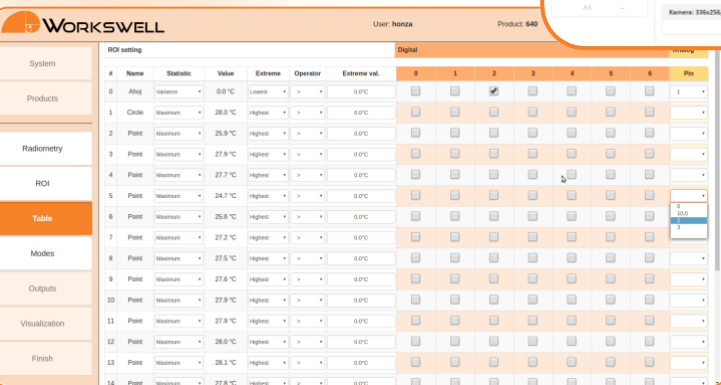 AI: -
Kamera: 336x256,
WORKSWELL
User: honza
Product: 640
System
Products
Radiometry
ROI
Table
Modes
Outputs
Visualization
Finish
ROI setting Digital Analog
# Name Statistic Value Extreme Operator Extreme val. 0 1 2 3 4 5 6 Pin
0 Ahoj Variance 0.0 °C Lowest > 0.0°C 1
1 Circle Maximum 28.0 °C Highest > 0.0°C
2 Point Maximum 25.9 °C Highest > 0.0°C
3 Point Maximum 27.9 °C Highest > 0.0°C
4 Point Maximum 27.7 °C Highest > 0.0°C
5 Point Maximum 24.7 °C Highest > 0.0°C
0
1(U)
2
3
6 Point Maximum 25.6 °C Highest > 0.0°C
7 Point Maximum 27.2 °C Highest > 0.0°C
8 Point Maximum 27.5 °C Highest > 0.0°C
9 Point Maximum 27.6 °C Highest > 0.0°C
10 Point Maximum 27.9 °C Highest > 0.0°C
11 Point Maximum 27.9 °C Highest > 0.0°C
12 Point Maximum 28.0 °C Highest > 0.0°C
13 Point Maximum 28.1 °C Highest > 0.0°C
14 Point Maximum 27.8 °C Highest > 0.0°C